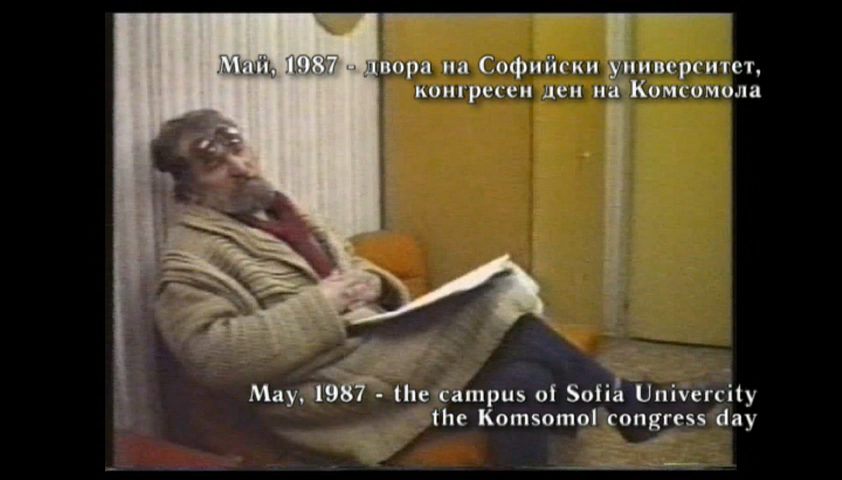 Май, 1987 - двора на Софийски университет,
конгресен ден на Комсомола
May, 1987 - the campus of Sofia Univercity
the Komsomol congress day